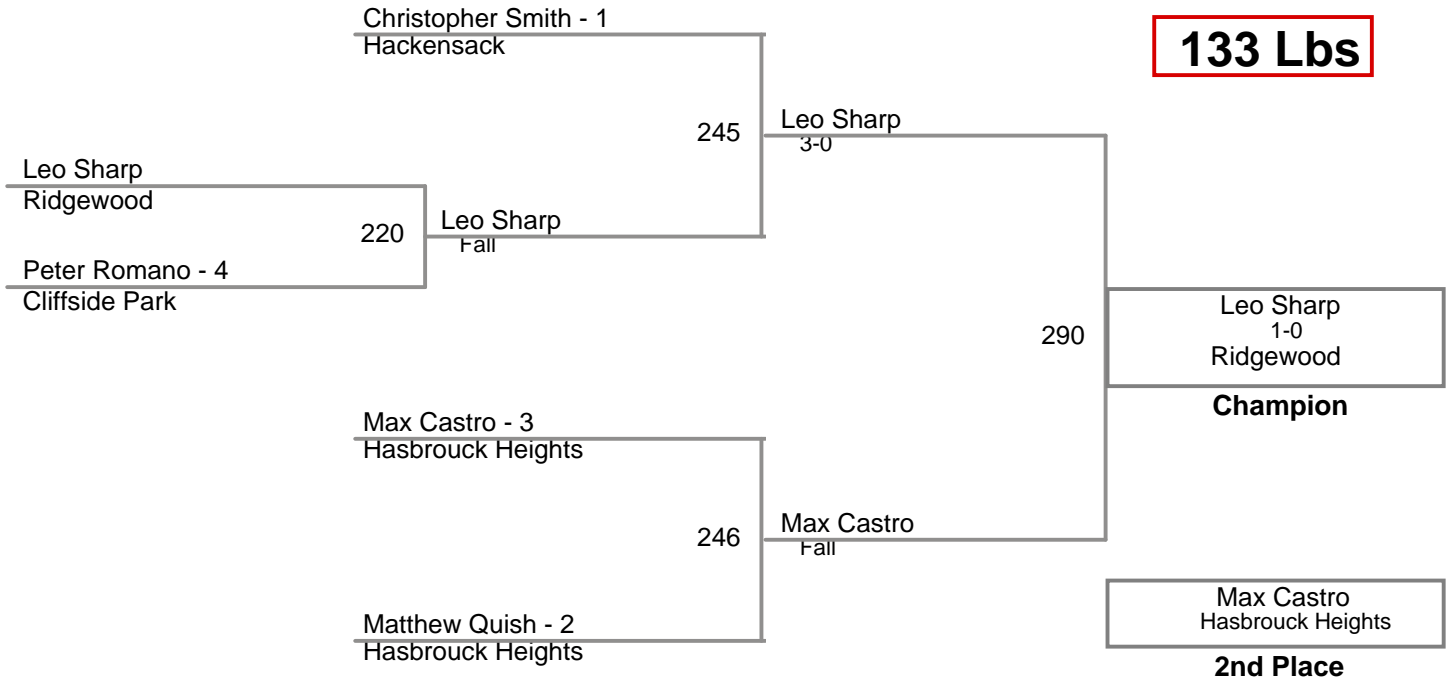 Christopher Smith - 1
Hackensack
133 Lbs
245
Leo Sharp
3-0
Leo Sharp
Ridgewood
220
Leo Sharp
Fall
Peter Romano - 4
Cliffside Park
290
Leo Sharp
1-0
Ridgewood
Champion
Max Castro - 3
Hasbrouck Heights
246
Max Castro
Fall
Matthew Quish - 2
Hasbrouck Heights
Max Castro
Hasbrouck Heights
2nd Place